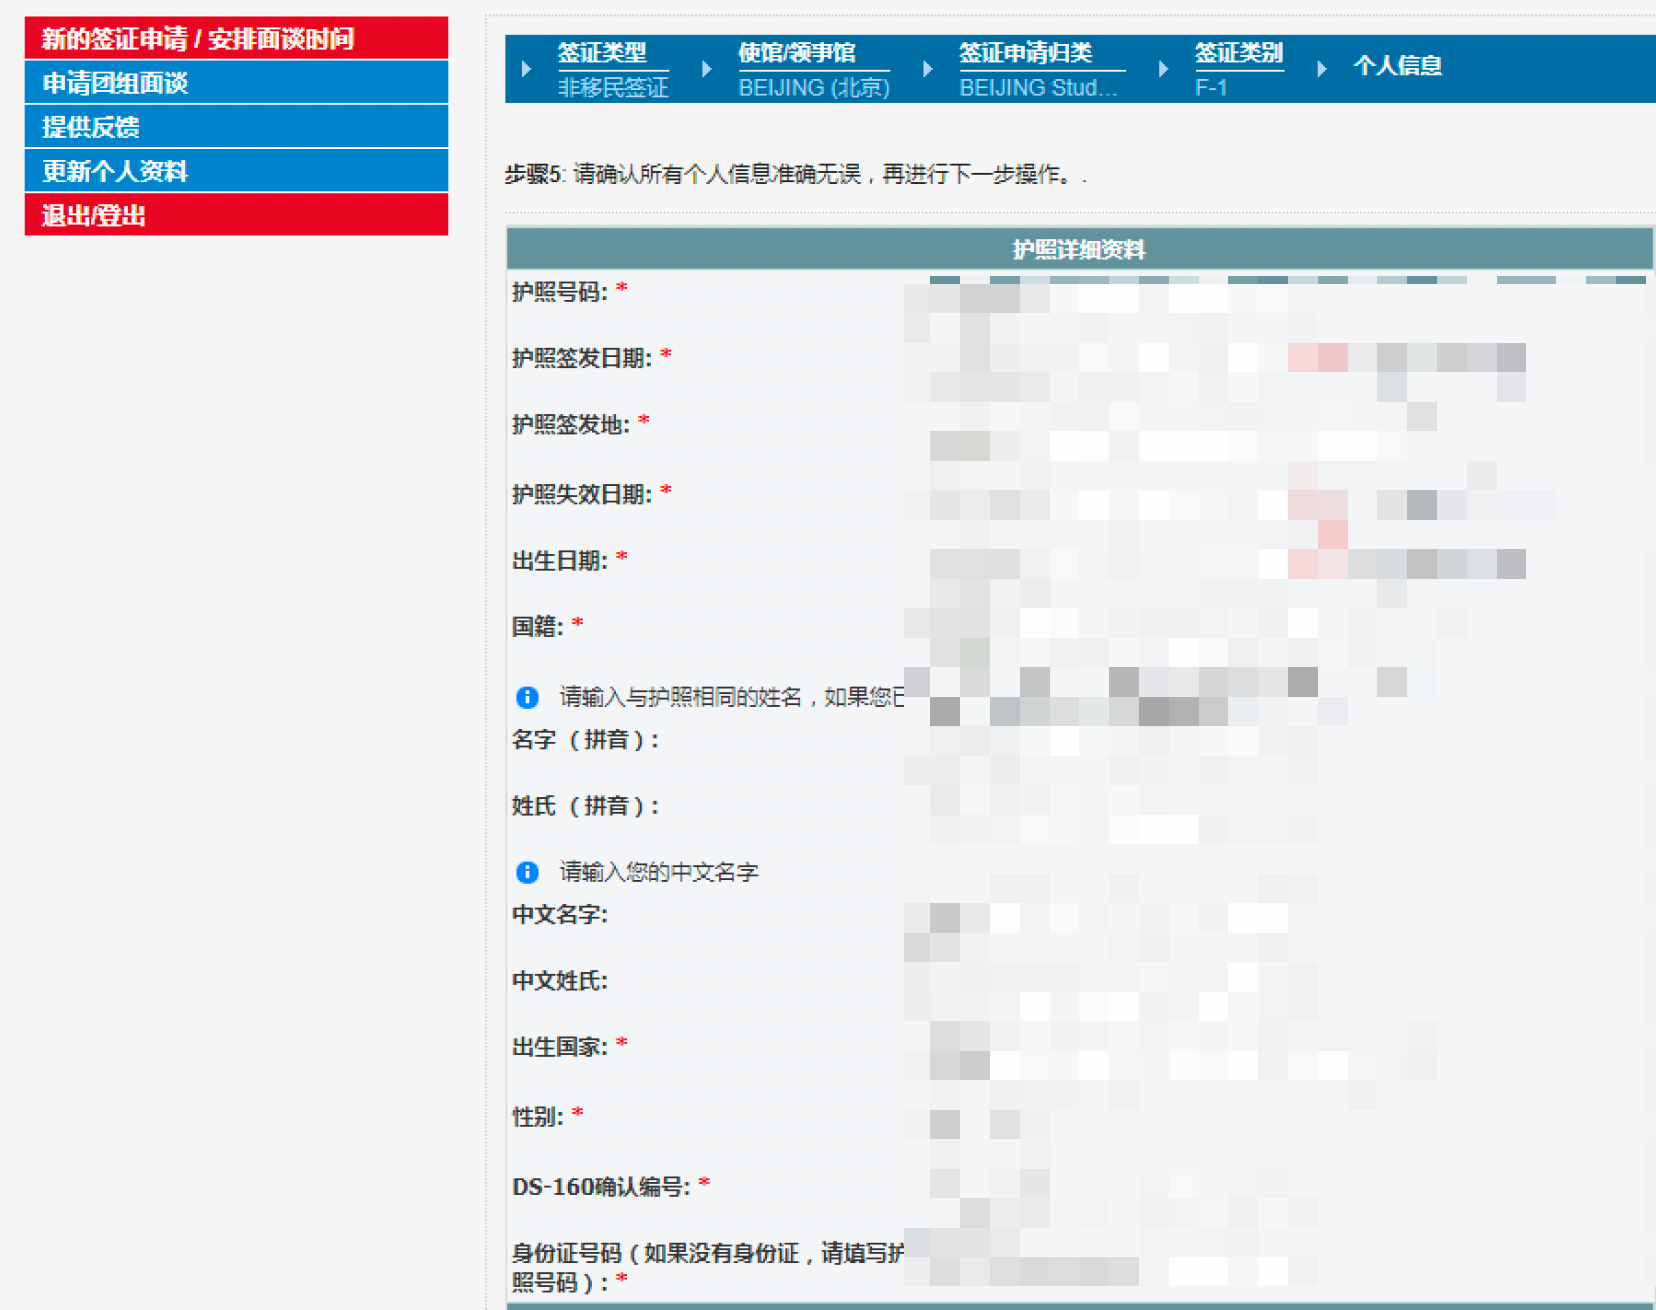 新的签证申请 / 安排面谈时间
申请团组面谈
提供反馈
更新个人资料
退出/登出
签证类型 使馆/领事馆 签证申请归类 签证类别 个人信息
非移民签证 BEIJING (北京) BEIJING Stud... F-1
步骤5: 请确认所有个人信息准确无误，再进行下一步操作。.
护照详细资料
护照号码: *
护照签发日期: *
护照签发地: *
护照失效日期: *
出生日期: *
国籍: *
请输入与护照相同的姓名，如果您已
名字（拼音）:
姓氏（拼音）:
请输入您的中文名字
中文名字:
中文姓氏:
出生国家: *
性别: *
DS-160确认编号: *
身份证号码（如果没有身份证，请填写护
照号码）: *